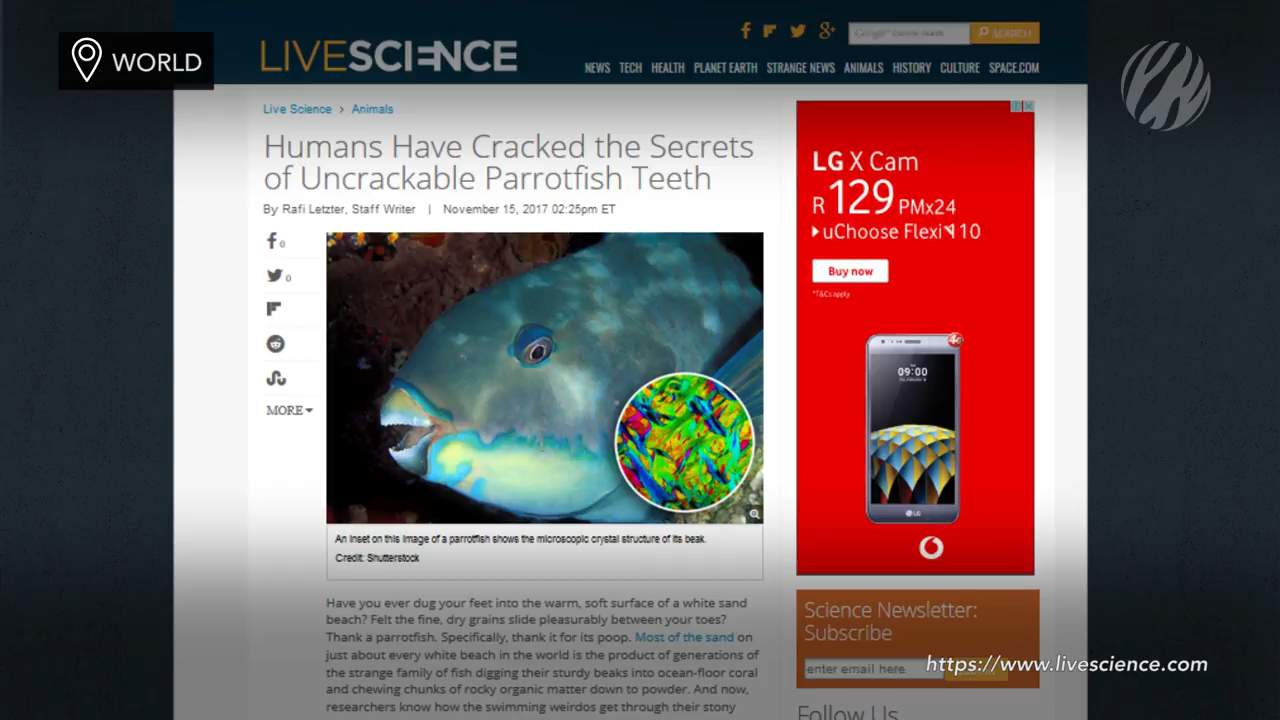 WORLD
LIVESCIENCE
SEARCH
NEWS TECH HEALTH PLANET EARTH STRANGE NEWS ANIMALS HISTORY CULTURE SPACE.COM
Live Science > Animals
Humans Have Cracked the Secrets
of Uncrackable Parrotfish Teeth
By Rafi Letzter, Staff Writer | November 15, 2017 02:25pm ET
0
0
MORE
An inset on this image of a parrotfish shows the microscopic crystal structure of its beak.
Credit: Shutterstock
Have you ever dug your feet into the warm, soft surface of a white sand
beach? Felt the fine, dry grains slide pleasurably between your toes?
Thank a parrotfish. Specifically, thank it for its poop. Most of the sand on
just about every white beach in the world is the product of generations of
the strange family of fish digging their sturdy beaks into ocean-floor coral
and chewing chunks of rocky organic matter down to powder. And now,
researchers know how the swimming weirdos get through their stony
LG X Cam
R129 PMx24
uChoose Flexi 10
Buy now
*T&Cs apply
4G
09:00
LG
Science Newsletter:
Subscribe
enter email here.
https://www.livescience.com
Follow Us